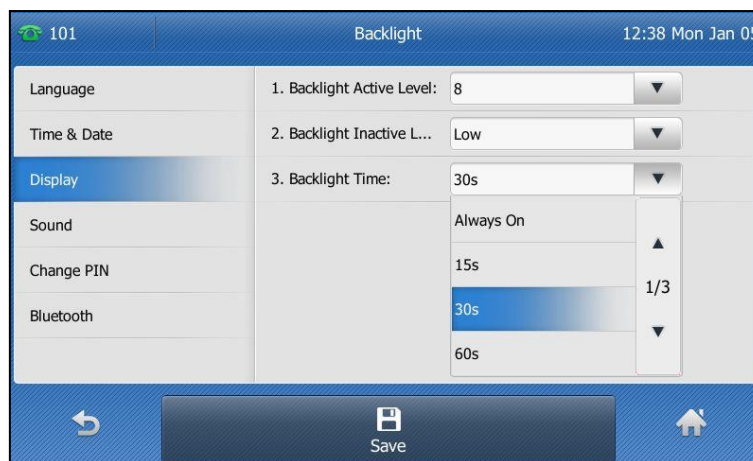 101 Backlight 12:38 Mon Jan 05
Language
Time & Date
Display
Sound
Change PIN
Bluetooth
1. Backlight Active Level: 8
2. Backlight Inactive L... Low
3. Backlight Time: 30s
Always On
15s
30s
60s
1/3
Save